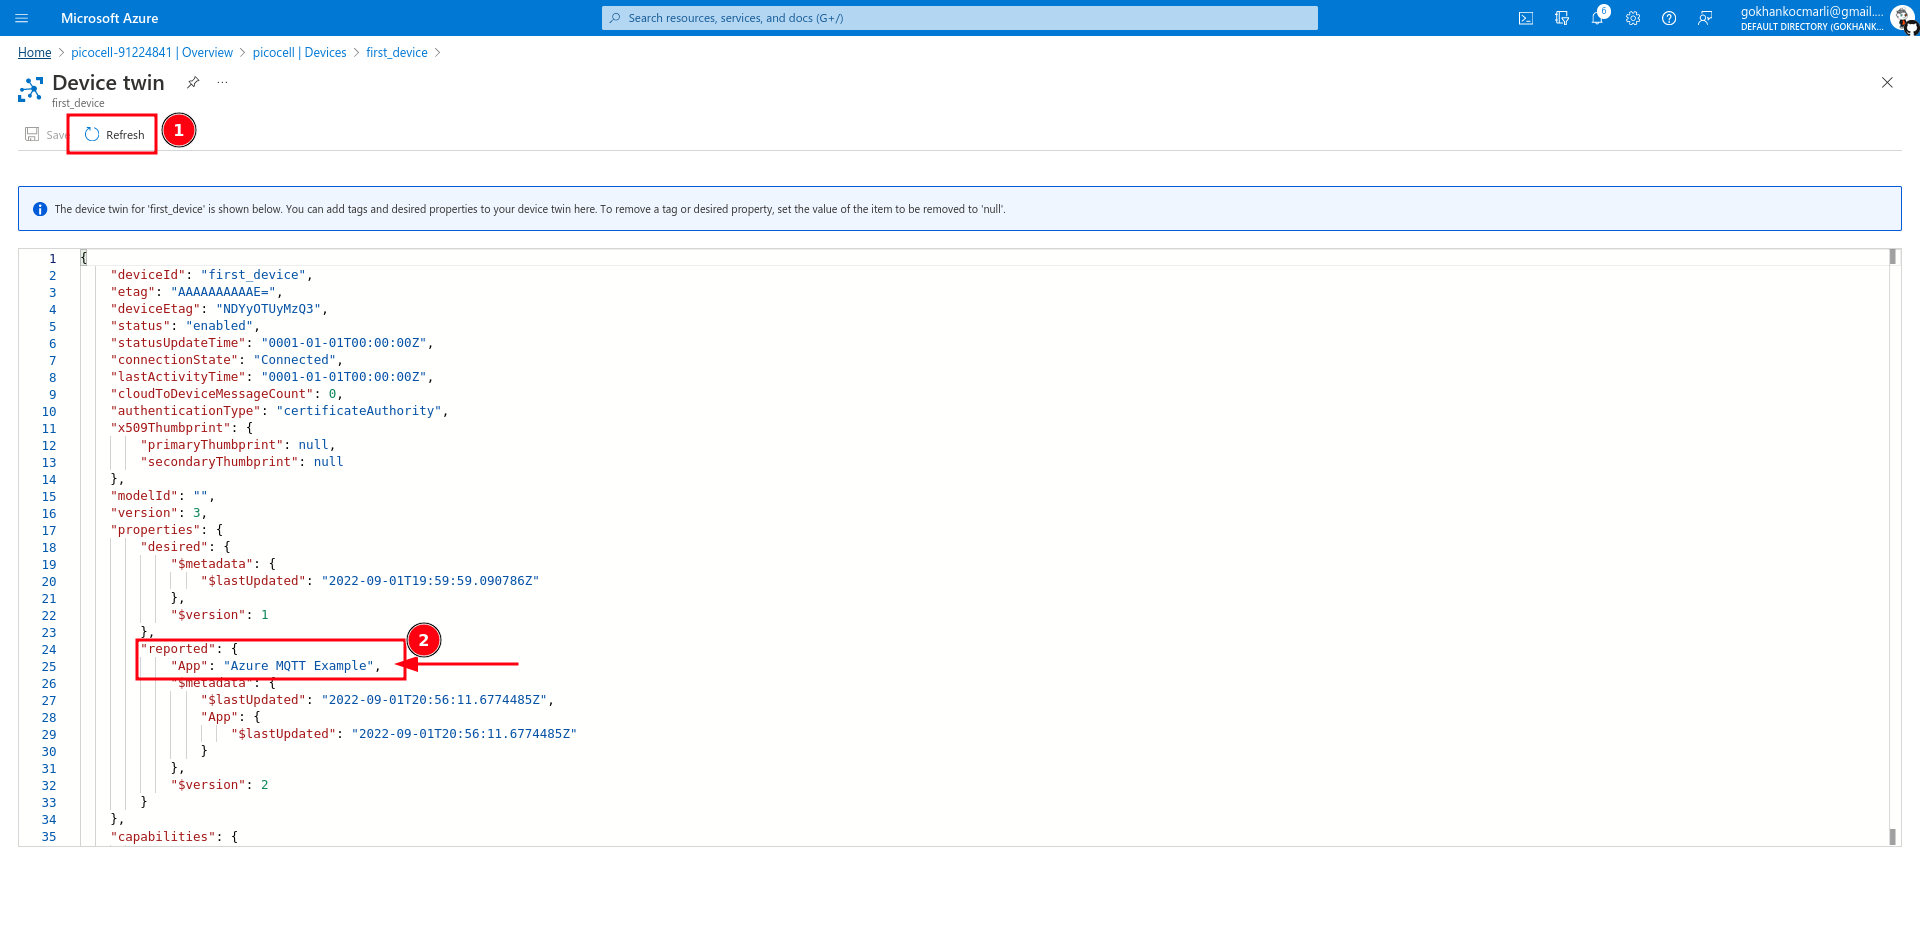 Microsoft Azure
Search resources, services, and docs (G+/)
6
gokhankocmarli@gmail....
DEFAULT DIRECTORY (GOKHANK...
Home > picocell-91224841 | Overview > picocell | Devices > first_device >
Device twin
...
first_device
Save
Refresh
1
The device twin for 'first_device' is shown below. You can add tags and desired properties to your device twin here. To remove a tag or desired property, set the value of the item to be removed to 'null'.
1 {
2 "deviceId": "first_device",
3 "etag": "AAAAAAAAAAE=",
4 "deviceEtag": "NDYyOTUyMzQ3",
5 "status": "enabled",
6 "statusUpdateTime": "0001-01-01T00:00:00Z",
7 "connectionState": "Connected",
8 "lastActivityTime": "0001-01-01T00:00:00Z",
9 "cloudToDeviceMessageCount": 0,
10 "authenticationType": "certificateAuthority",
11 "x509Thumbprint": {
12 "primaryThumbprint": null,
13 "secondaryThumbprint": null
14 },
15 "modelId": "",
16 "version": 3,
17 "properties": {
18 "desired": {
19 "$metadata": {
20 "$lastUpdated": "2022-09-01T19:59:59.090786Z"
21 },
22 "$version": 1
23 },
2
24 "reported": {
25 "App": "Azure MQTT Example",
26 "$metadata": {
27 "$lastUpdated": "2022-09-01T20:56:11.6774485Z",
28 "App": {
29 "$lastUpdated": "2022-09-01T20:56:11.6774485Z"
30 }
31 },
32 "$version": 2
33 }
34 },
35 "capabilities": {